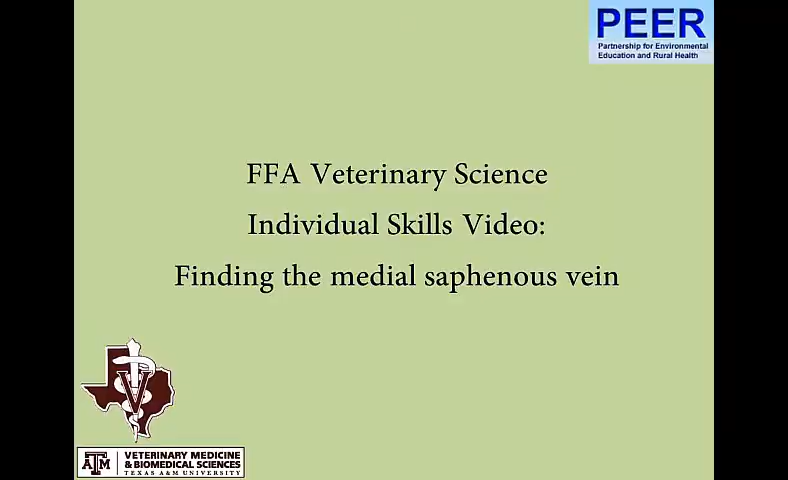 PEER
Partnership for Environmental
Education and Rural Health
FFA Veterinary Science
Individual Skills Video:
Finding the medial saphenous vein
V
ATM
VETERINARY MEDICINE
& BIOMEDICAL SCIENCES
TEXAS A&M UNIVERSITY